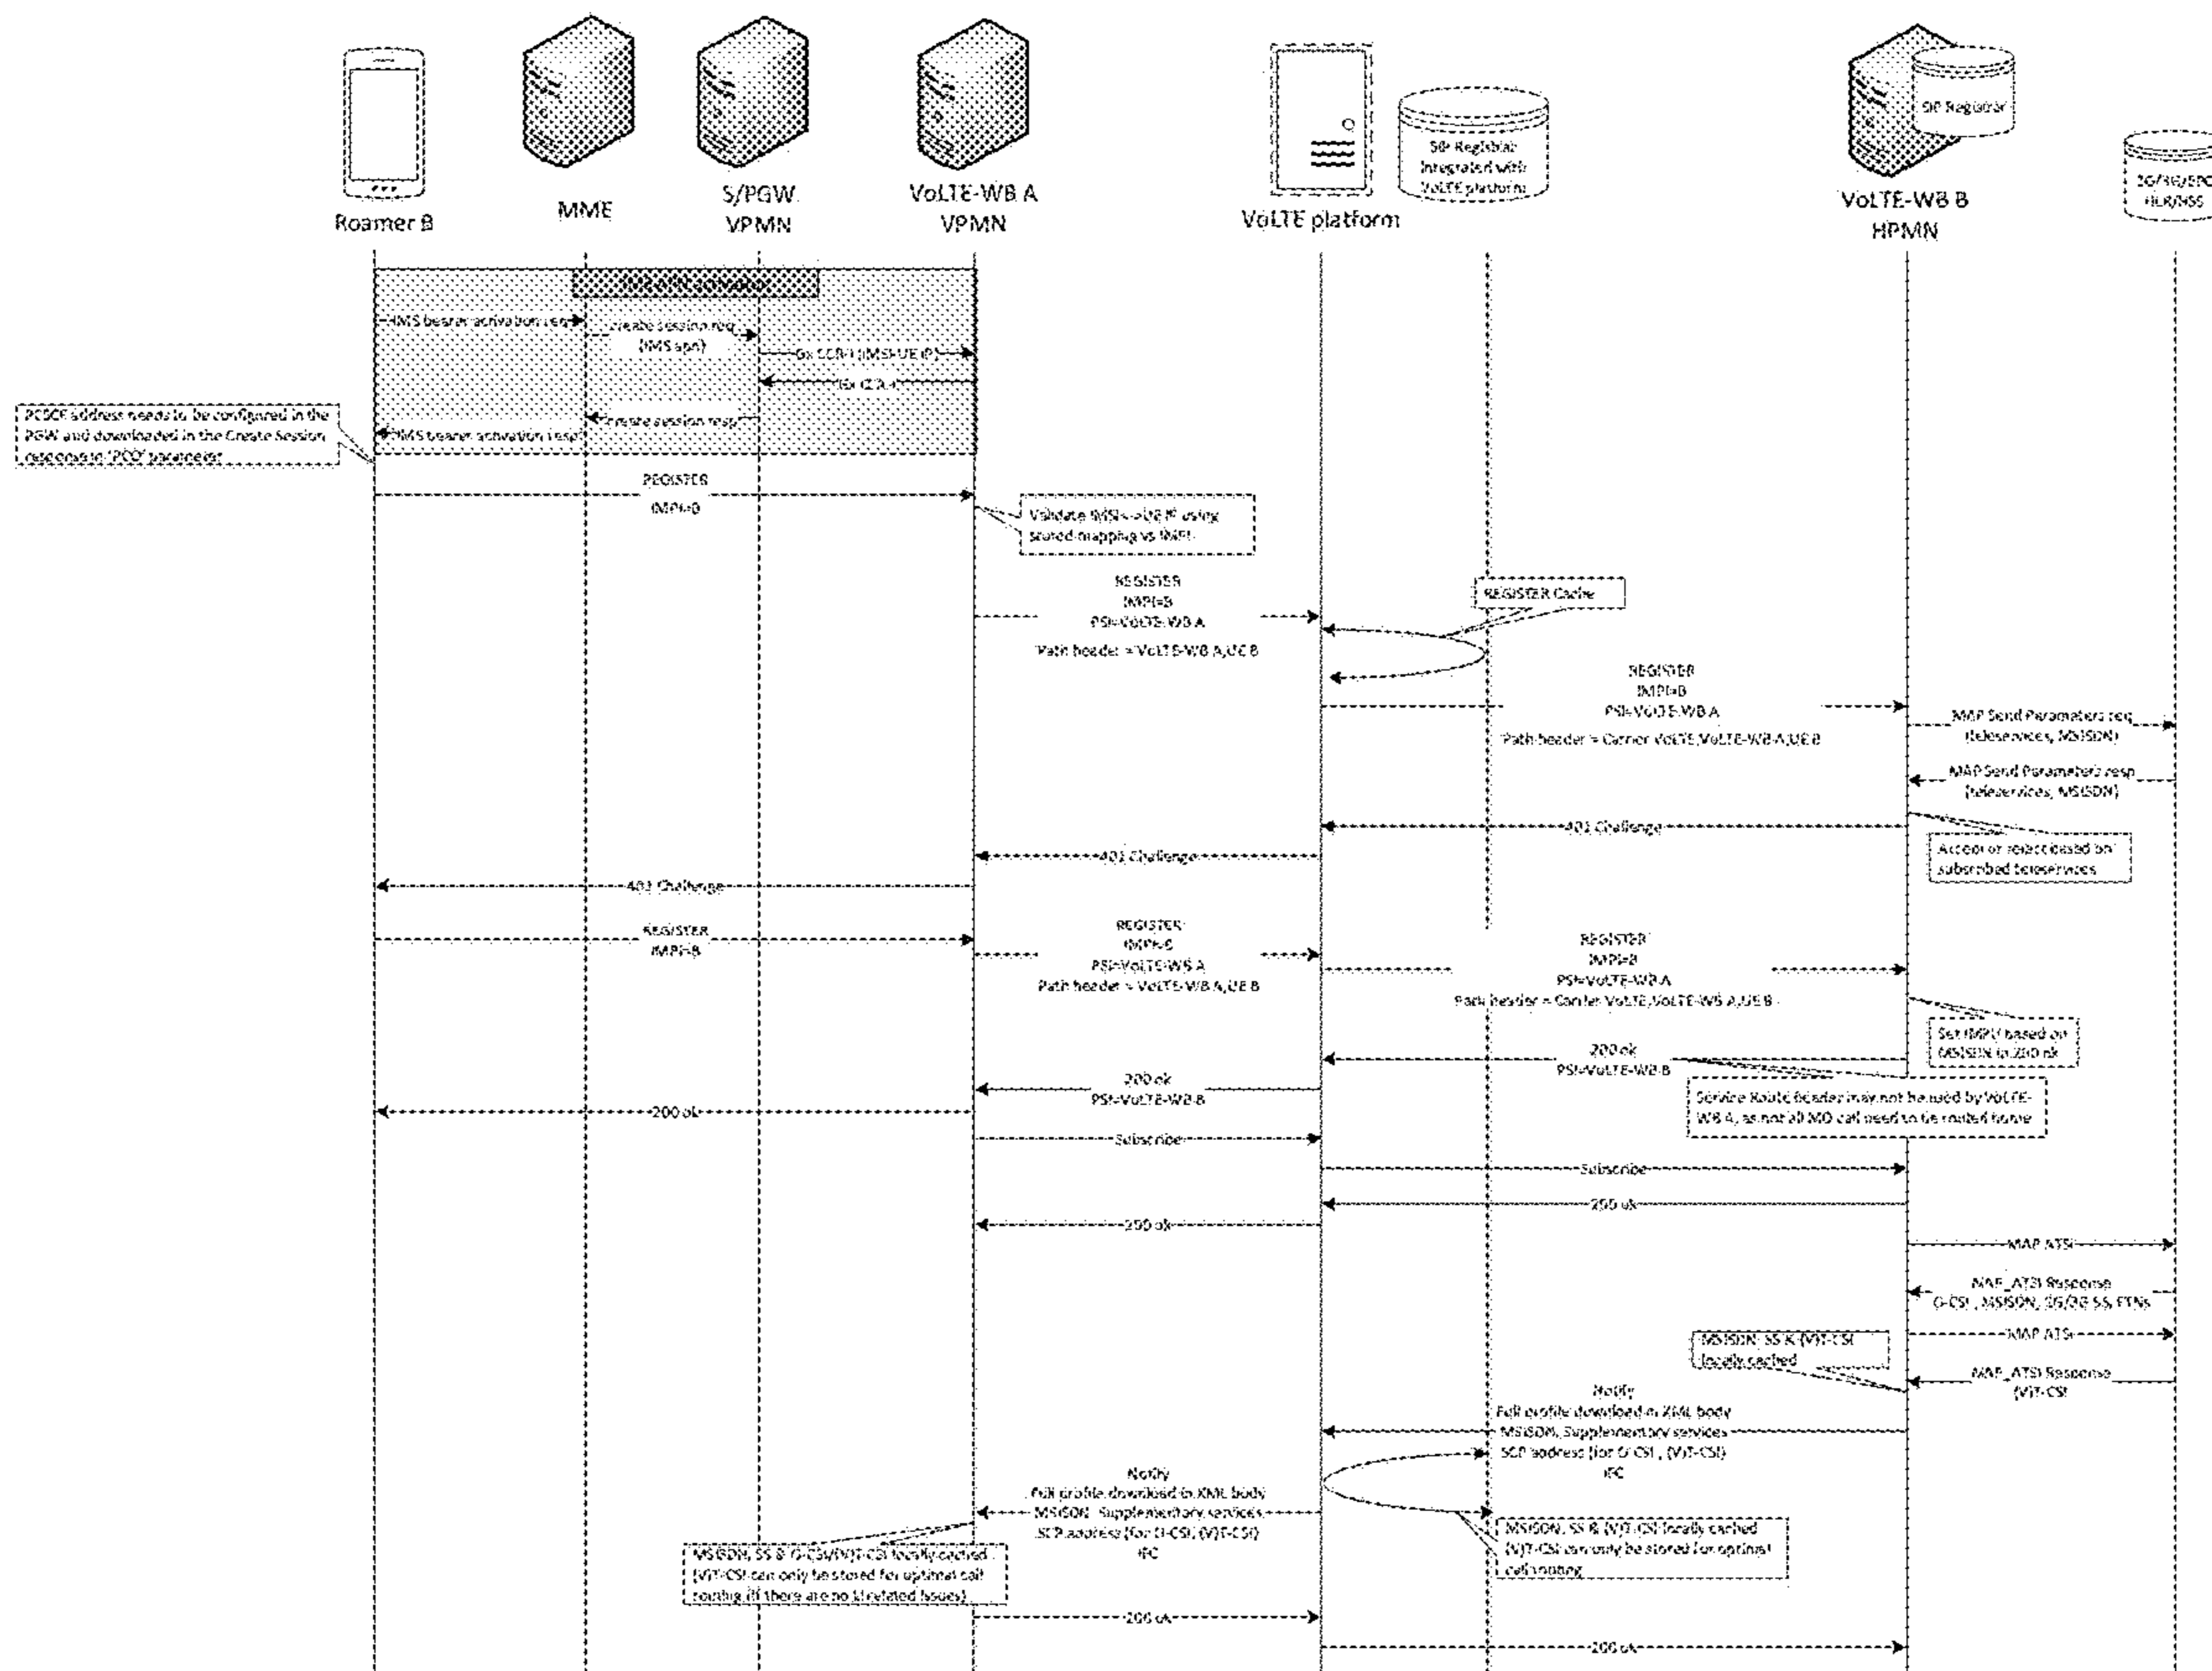 SIP Registrar
SIP Registrar
Integrated with
VoLTE platform
2G/3G/EPC
HLR/HSS
Roamer B
MME
S/PGW
VPMN
VoLTE-WB A
VPMN
VoLTE platform
VoLTE-WB B
HPMN
IMS bearer activation req
create session req
(IMS apn)
Gx CCR-I (IMSI-UE IP)
create session resp
IMS bearer activation resp
PCSCF address needs to be configured in the
PGW and downloaded in the Create Session
response in 'PCO' parameter
REGISTER
IMPI=B
Validate IMSI<->UE IP using
stored mapping vs IMPI
REGISTER
IMPI=B
PSI=VoLTE-WB A
Path header = VoLTE-WB A,UE B
REGISTER Cache
REGISTER
IMPI=B
PSI=VoLTE-WB A
Path header = Carrier VoLTE,VoLTE-WB A,UE B
MAP Send Parameters req
(teleservices, MSISDN)
MAP Send Parameters resp
(teleservices, MSISDN)
401 Challenge
401 Challenge
401 Challenge
Accept or reject based on
subscribed teleservices
REGISTER
IMPI=B
REGISTER
IMPI=B
PSI=VoLTE-WB A
Path header = VoLTE-WB A,UE B
REGISTER
IMPI=B
PSI=VoLTE-WB A
Path header = Carrier VoLTE,VoLTE-WB A,UE B
Set IMPU based on
MSISDN in 200 ok
200 ok
PSI=VoLTE-WB B
200 ok
PSI=VoLTE-WB B
200 ok
Service Route header may not be used by VoLTE-
WB A, as not all MO call need to be routed home
Subscribe
Subscribe
200 ok
200 ok
MAP ATSI
MAP_ATSI Response
O-CSI, MSISDN, 2G/3G SS, FTNs
MAP ATSI
MSISDN, SS & (V)T-CSI
locally cached
MAP_ATSI Response
(V)T-CSI
Notify
Full profile download in XML body
MSISDN, Supplementary services
SCP address (for O-CSI, (V)T-CSI)
iFC
Notify
Full profile download in XML body
MSISDN, Supplementary services
SCP address (for O-CSI, (V)T-CSI)
iFC
MSISDN, SS & (V)T-CSI locally cached
(V)T-CSI can only be stored for optimal
call routing
MSISDN, SS & O-CSI/(V)T-CSI locally cached
(V)T-CSI can only be stored for optimal call
routing (if there are no LI related issues)
200 ok
200 ok